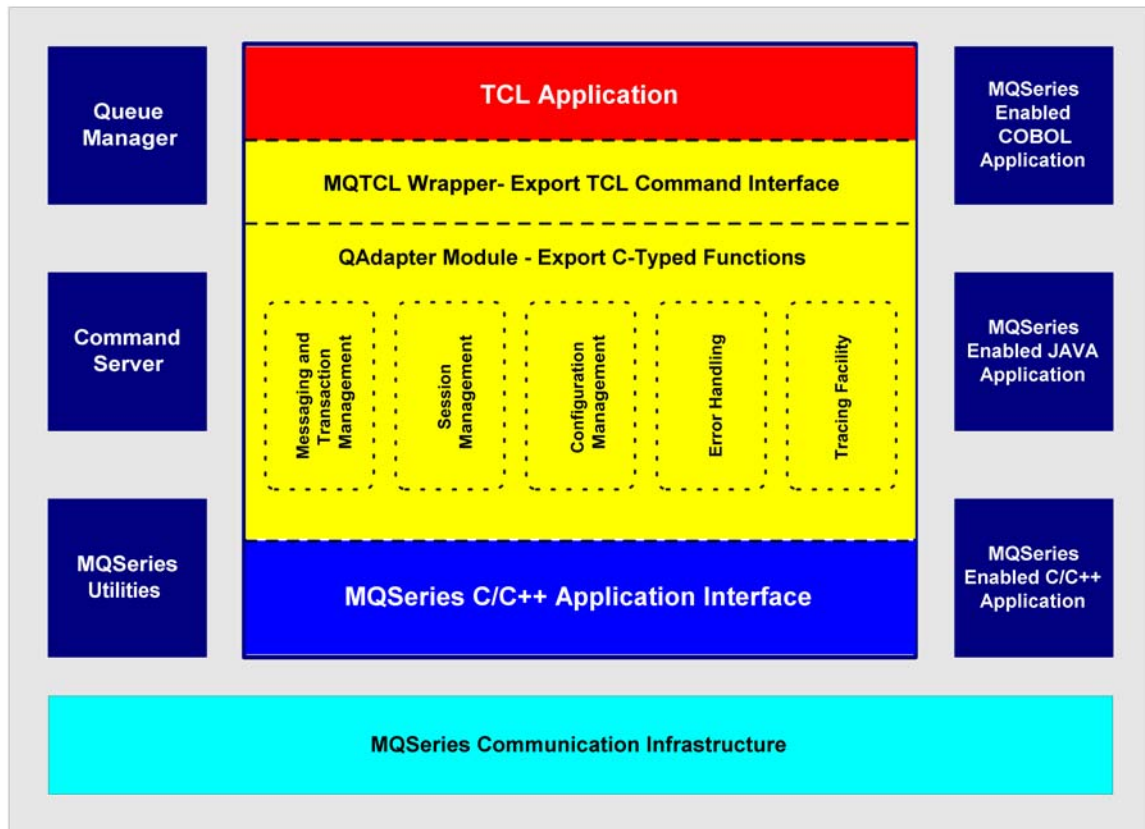 Queue
Manager
Command
Server
MQSeries
Utilities
TCL Application
MQTCL Wrapper- Export TCL Command Interface
QAdapter Module - Export C-Typed Functions
Messaging and
Transaction
Management
Session
Management
Configuration
Management
Error Handling
Tracing Facility
MQSeries C/C++ Application Interface
MQSeries
Enabled
COBOL
Application
MQSeries
Enabled JAVA
Application
MQSeries
Enabled C/C++
Application
MQSeries Communication Infrastructure